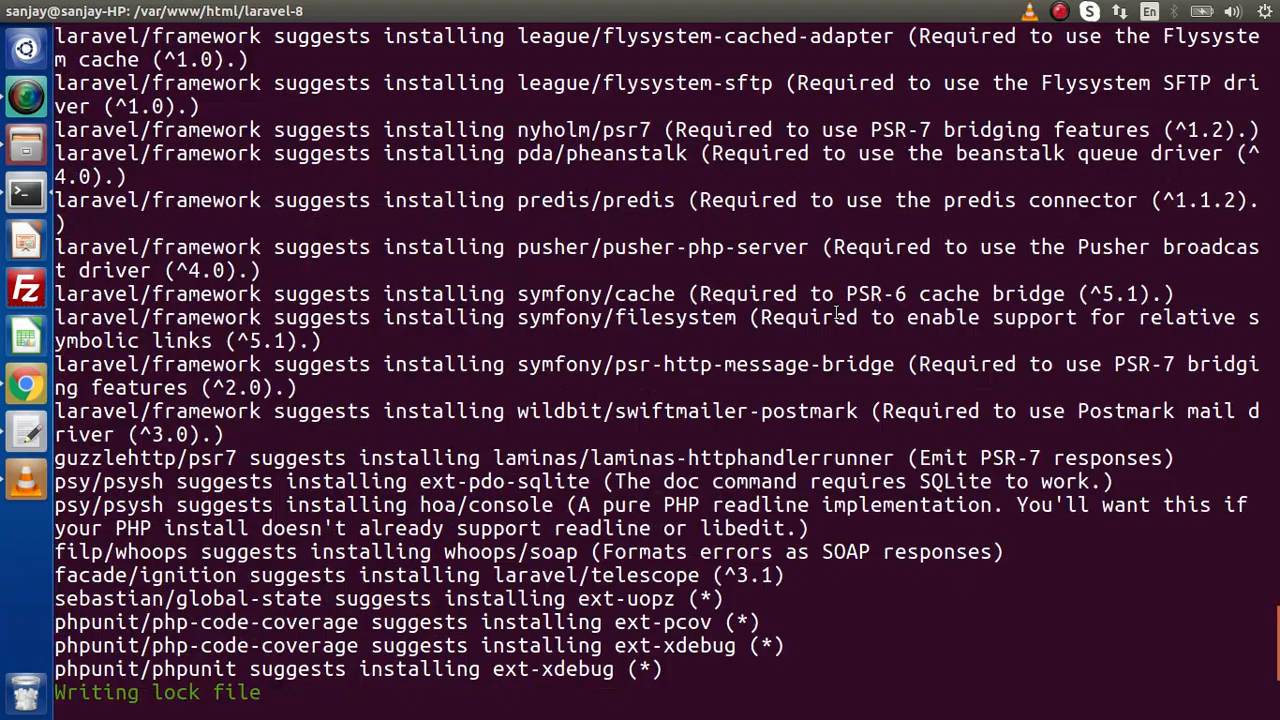 sanjay@sanjay-HP: /var/www/html/laravel-8
S
En
laravel/framework suggests installing league/flysystem-cached-adapter (Required to use the Flysyste
m cache (^1.0).)
laravel/framework suggests installing league/flysystem-sftp (Required to use the Flysystem SFTP dri
ver (^1.0).)
laravel/framework suggests installing nyholm/psr7 (Required to use PSR-7 bridging features (^1.2).)
laravel/framework suggests installing pda/pheanstalk (Required to use the beanstalk queue driver (^
4.0).)
laravel/framework suggests installing predis/predis (Required to use the predis connector (^1.1.2).
)
laravel/framework suggests installing pusher/pusher-php-server (Required to use the Pusher broadcas
t driver (^4.0).)
laravel/framework suggests installing symfony/cache (Required to PSR-6 cache bridge (^5.1).)
laravel/framework suggests installing symfony/filesystem (Required to enable support for relative s
ymbolic links (^5.1).)
laravel/framework suggests installing symfony/psr-http-message-bridge (Required to use PSR-7 bridgi
ng features (^2.0).)
laravel/framework suggests installing wildbit/swiftmailer-postmark (Required to use Postmark mail d
river (^3.0).)
guzzlehttp/psr7 suggests installing laminas/laminas-httphandlerrunner (Emit PSR-7 responses)
psy/psysh suggests installing ext-pdo-sqlite (The doc command requires SQLite to work.)
psy/psysh suggests installing hoa/console (A pure PHP readline implementation. You'll want this if
your PHP install doesn't already support readline or libedit.)
filp/whoops suggests installing whoops/soap (Formats errors as SOAP responses)
facade/ignition suggests installing laravel/telescope (^3.1)
sebastian/global-state suggests installing ext-uopz (*)
phpunit/php-code-coverage suggests installing ext-pcov (*)
phpunit/php-code-coverage suggests installing ext-xdebug (*)
phpunit/phpunit suggests installing ext-xdebug (*)
Writing lock file
Fz